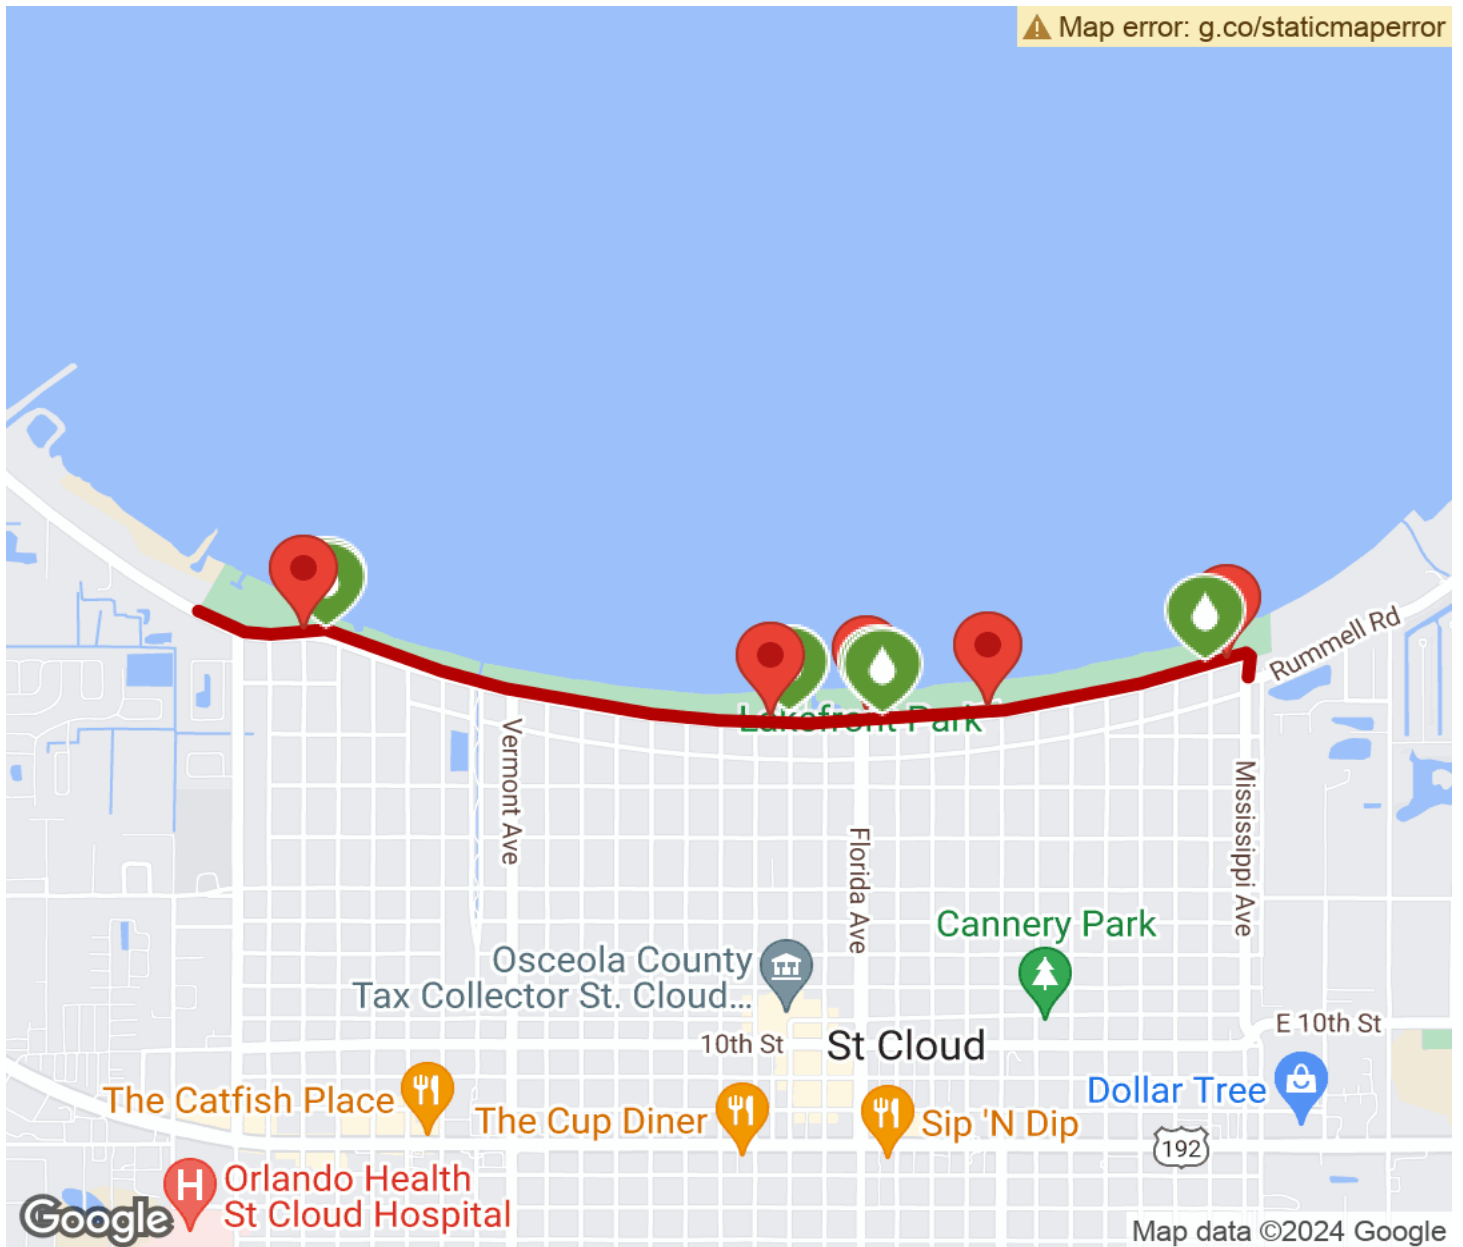 Map error: g.co/staticmaperror
Rummell Rd
Lakefront Park
Vermont Ave
Florida Ave
Mississippi Ave
Cannery Park
Osceola County
Tax Collector St. Cloud...
10th St
St Cloud
E 10th St
The Catfish Place
The Cup Diner
Sip 'N Dip
Dollar Tree
192
H
Orlando Health
St Cloud Hospital
Google
Map data ©2024 Google